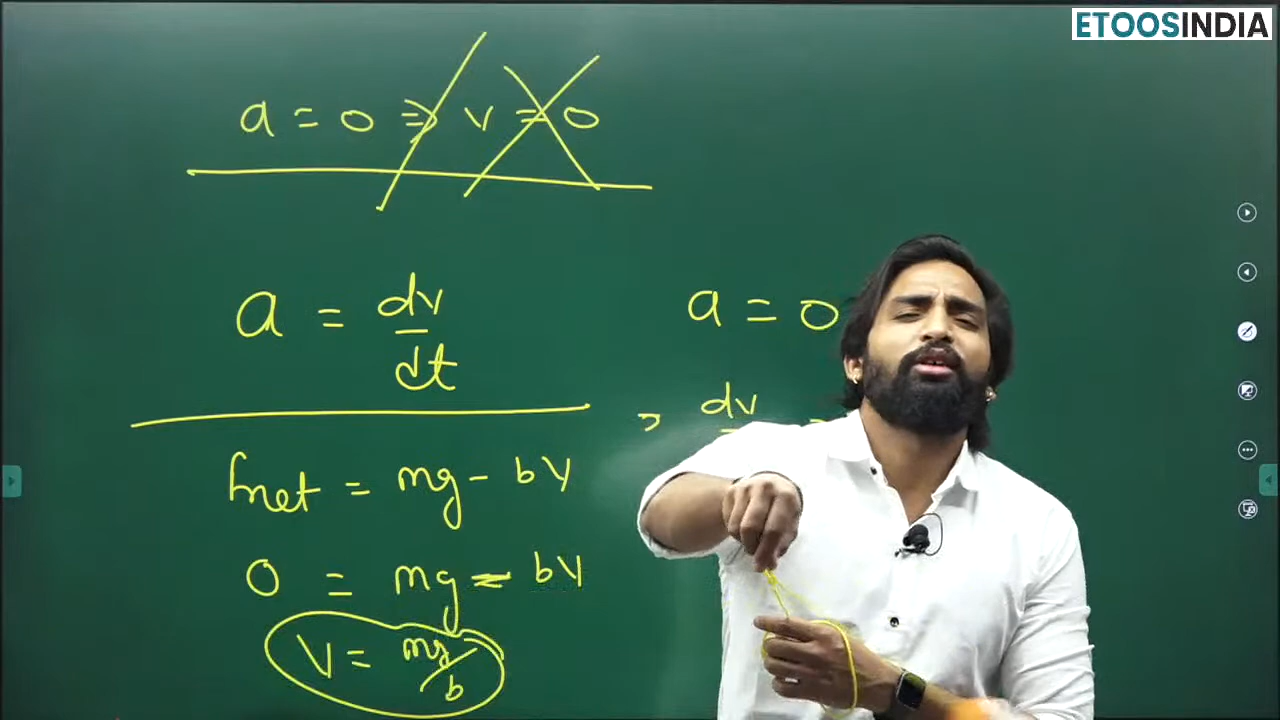 ETOOSINDIA
a = 0 ⇒ v = 0
a = dv/dt
a = 0
⇒ dv
Fnet = mg - bv
0 = mg - bv
v = mg/b